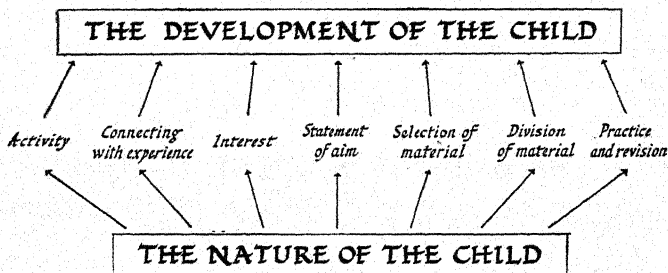 THE DEVELOPMENT OF THE CHILD
Activity
Connecting
with experience
Interest
Statement
of aim
Selection of
material
Division
of material
Practice
and revision
THE NATURE OF THE CHILD